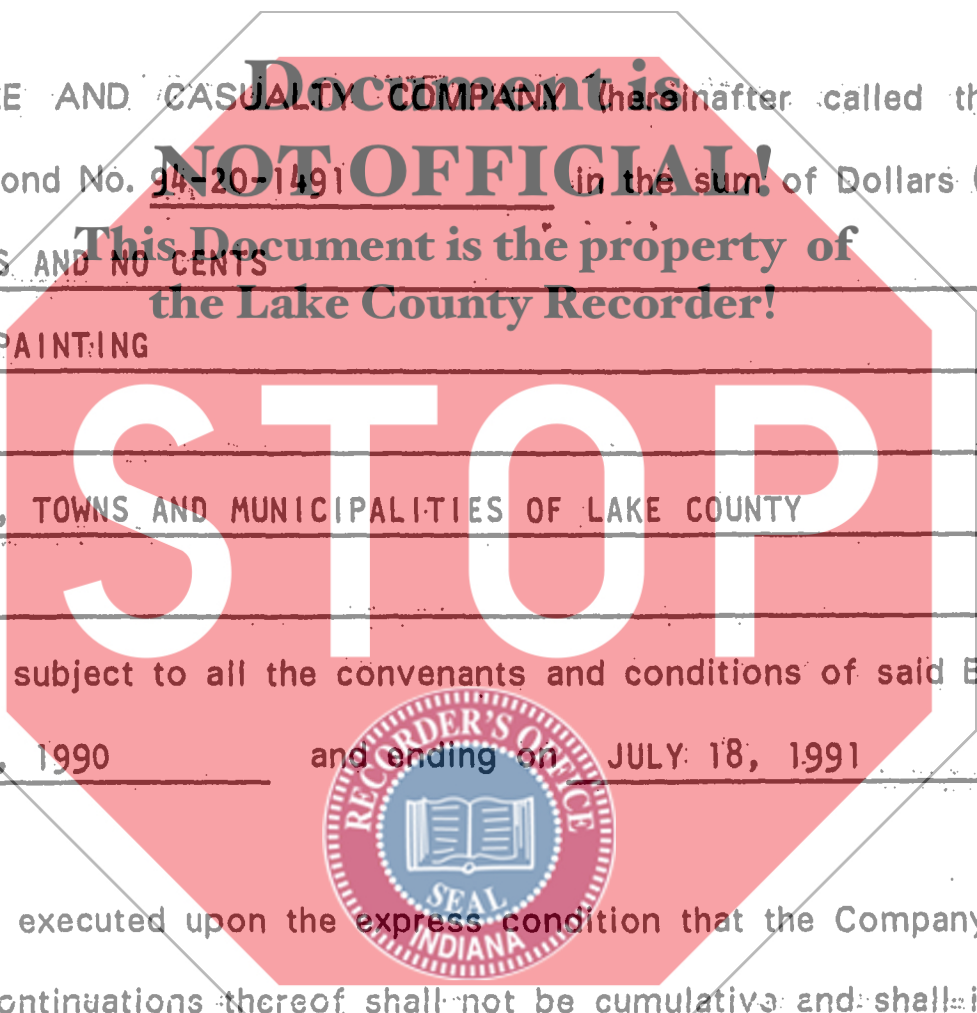 Document is
E AND CASUALTY COMPANY (hereinafter called th
NOT OFFICIAL!
ond No. 94-20-1491 in the sum of Dollars (
This Document is the property of
S AND NO CENTS
the Lake County Recorder!
PAINTING
STOP
, TOWNS AND MUNICIPALITIES OF LAKE COUNTY
subject to all the convenants and conditions of said B
, 1990 and ending on JULY 18, 1991
RECORDER'S OFFICE
SEAL
INDIANA
executed upon the express condition that the Company
ontinuations thereof shall not be cumulative and shall i